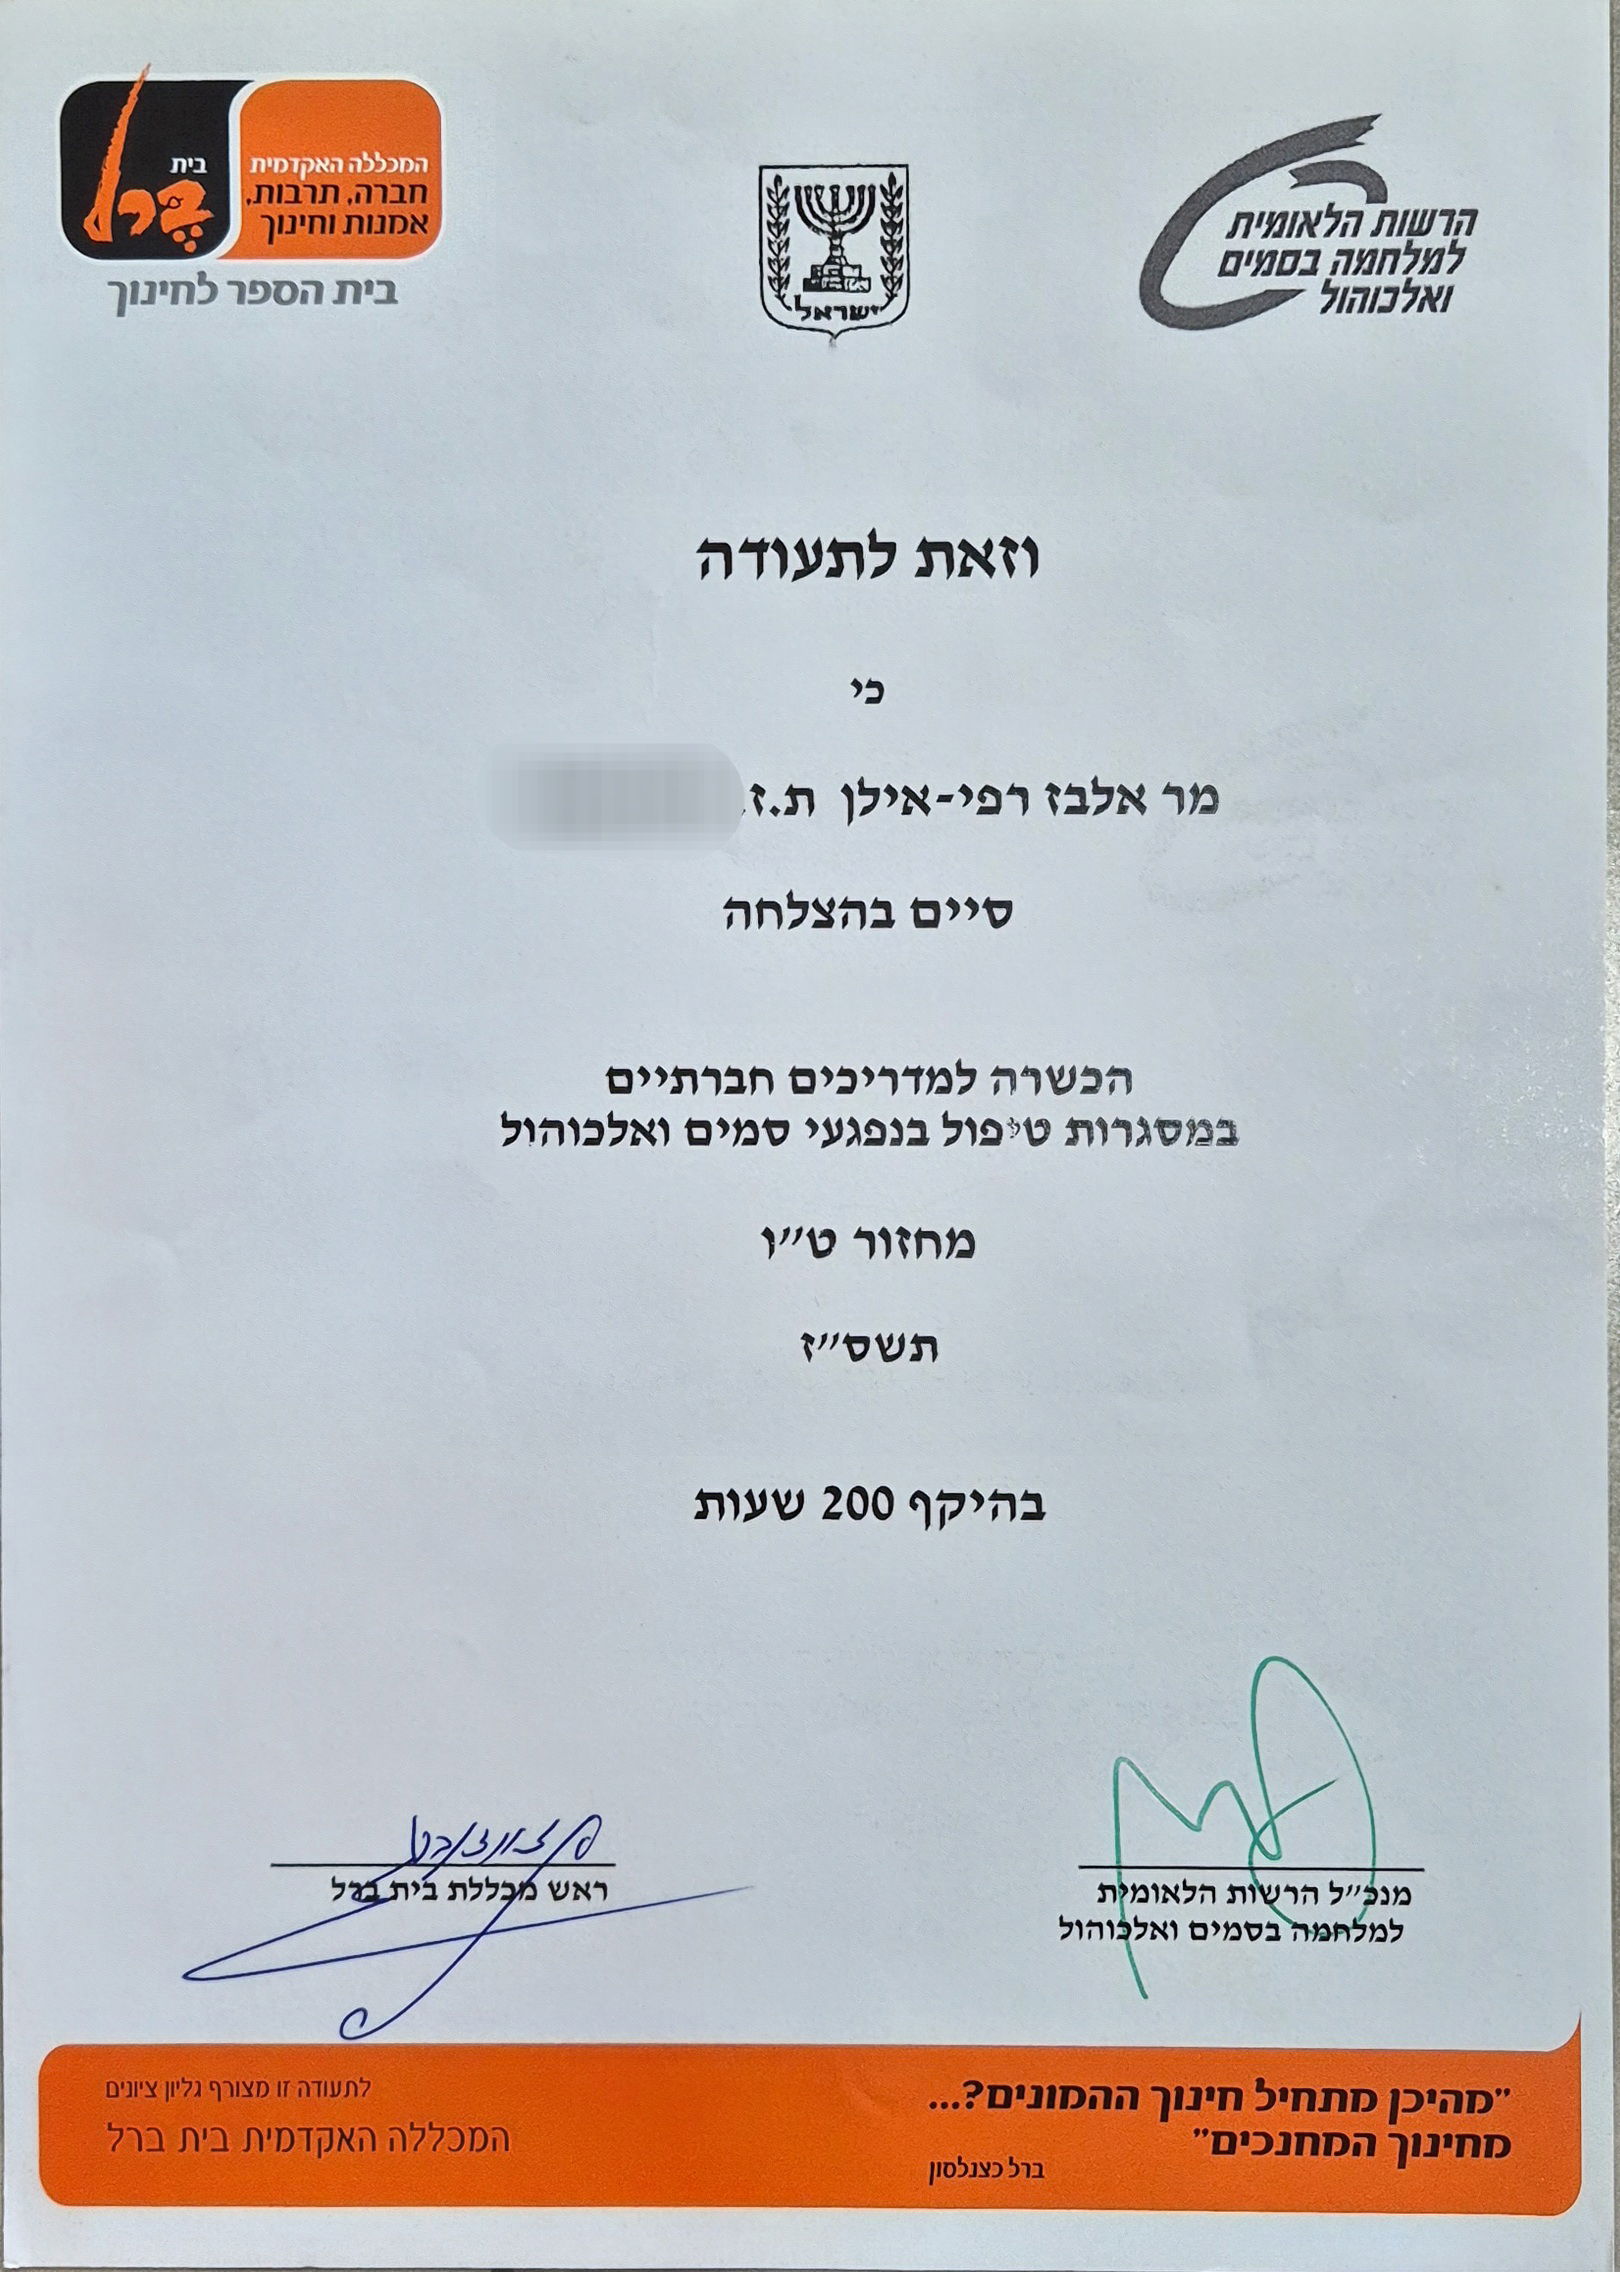 הרשות הלאומית
למלחמה בסמים
ואלכוהול
ישראל
בית
ברל
המכללה האקדמית
חברה, תרבות,
אמנות וחינוך
בית הספר לחינוך
וזאת לתעודה
כי
מר אלבז רפי-אילן ת.ז.
סיים בהצלחה
הכשרה למדריכים חברתיים
במסגרות טיפול בנפגעי סמים ואלכוהול
מחזור ט"ו
תשס"ז
בהיקף 200 שעות
מנכ"ל הרשות הלאומית
למלחמה בסמים ואלכוהול
ראש מכללת בית ברל
"מהיכן מתחיל חינוך ההמונים?...
מחינוך המחנכים"
ברל כצנלסון
לתעודה זו מצורף גליון ציונים
המכללה האקדמית בית ברל